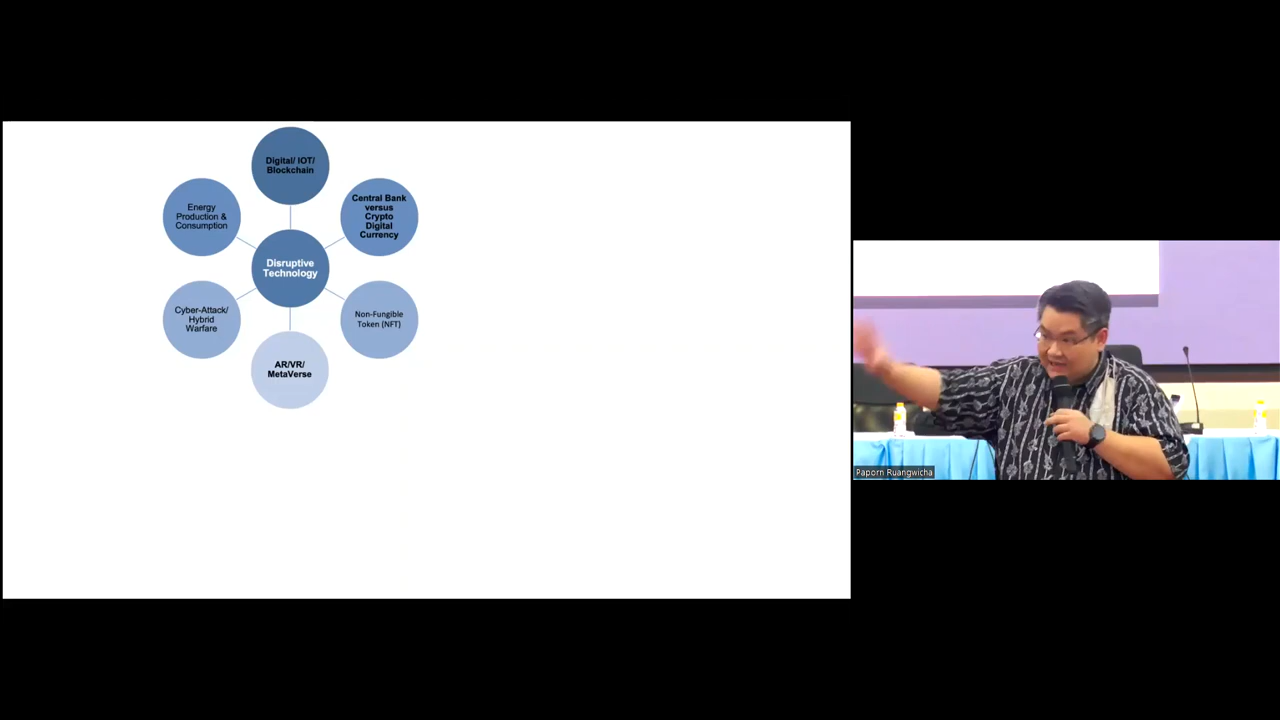 Digital/ IOT/
Blockchain
Energy
Production &
Consumption
Central Bank
versus
Crypto
Digital
Currency
Disruptive
Technology
Cyber-Attack/
Hybrid
Warfare
Non-Fungible
Token (NFT)
AR/VR/
MetaVerse
Paporn Ruangwicha